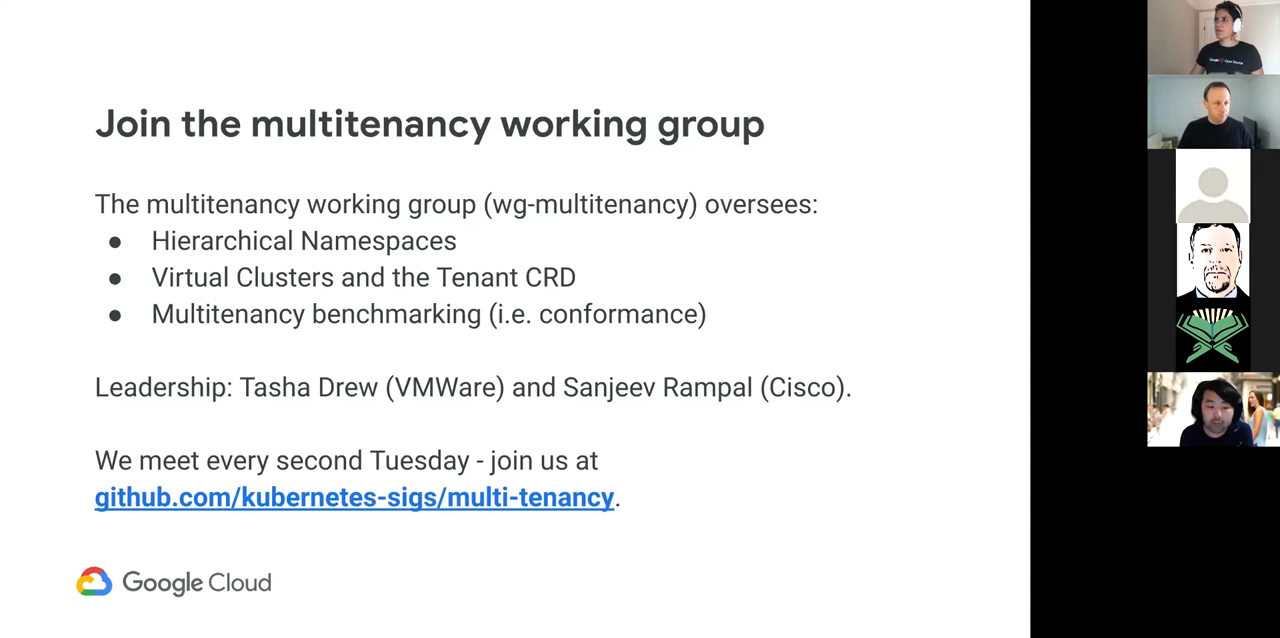 Join the multitenancy working group
The multitenancy working group (wg-multitenancy) oversees:
● Hierarchical Namespaces
● Virtual Clusters and the Tenant CRD
● Multitenancy benchmarking (i.e. conformance)
Leadership: Tasha Drew (VMWare) and Sanjeev Rampal (Cisco).
We meet every second Tuesday - join us at
github.com/kubernetes-sigs/multi-tenancy.
Google Cloud